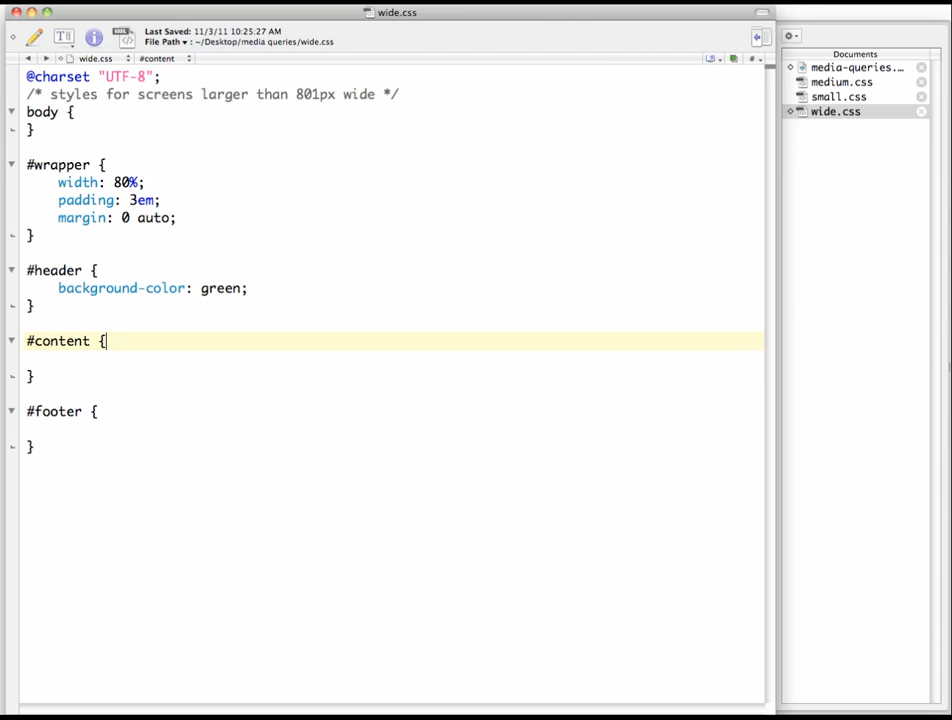 wide.css
Last Saved: 11/3/11 10:25:27 AM
File Path ▾ : ~/Desktop/media queries/wide.css
wide.css
#content
# ▾
@charset "UTF-8";
/* styles for screens larger than 801px wide */
body {
}
#wrapper {
width: 80%;
padding: 3em;
margin: 0 auto;
}
#header {
background-color: green;
}
#content {
}
#footer {
}
Documents
media-queries....
medium.css
small.css
wide.css